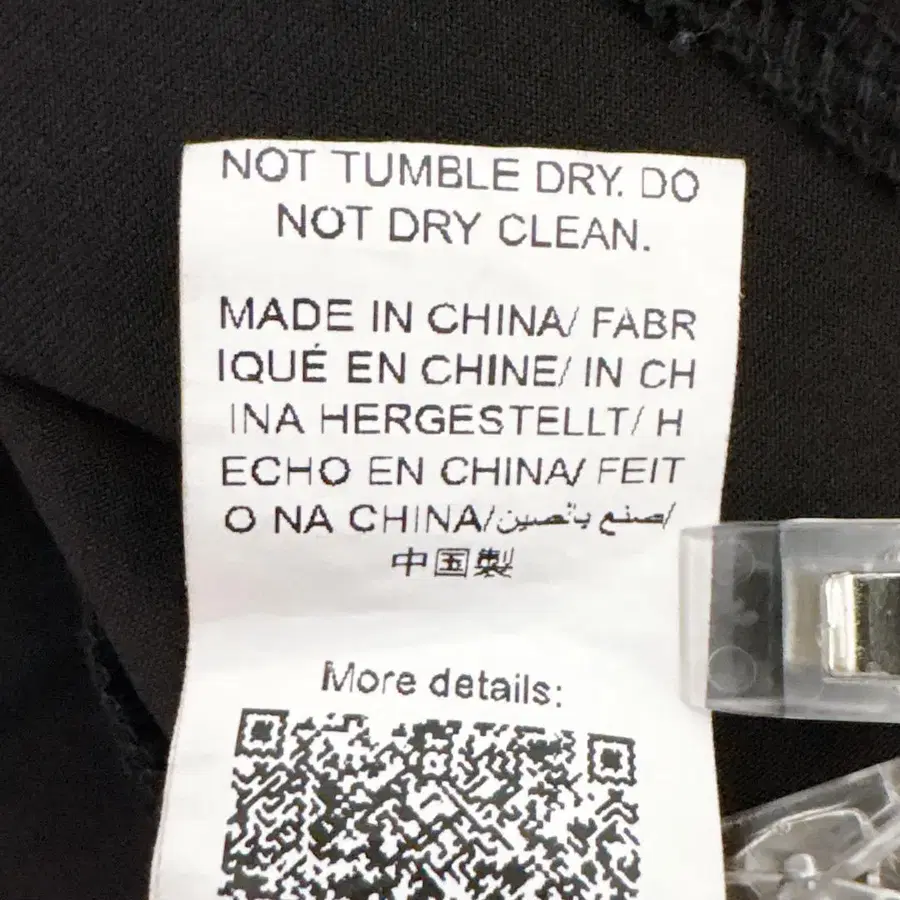 NOT TUMBLE DRY. DO
NOT DRY CLEAN.
MADE IN CHINA/ FABR
IQUÉ EN CHINE/ IN CH
INA HERGESTELLT/ H
ECHO EN CHINA/ FEIT
O NA CHINA/صنع بالصين/
中国製
More details: